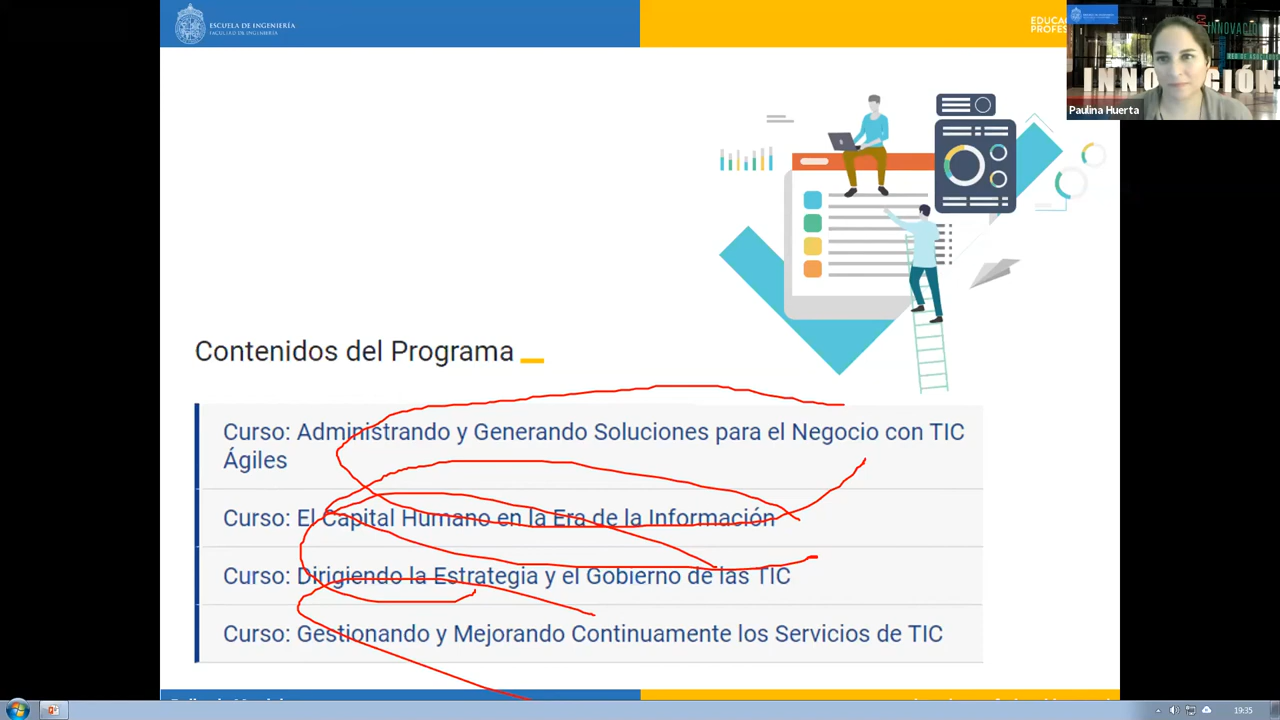 ESCUELA DE INGENIERÍA
FACULTAD DE INGENIERÍA
INNOVACIÓN
Paulina Huerta
Contenidos del Programa
Curso: Administrando y Generando Soluciones para el Negocio con TIC
Ágiles
Curso: El Capital Humano en la Era de la Información
Curso: Dirigiendo la Estrategia y el Gobierno de las TIC
Curso: Gestionando y Mejorando Continuamente los Servicios de TIC
19:35